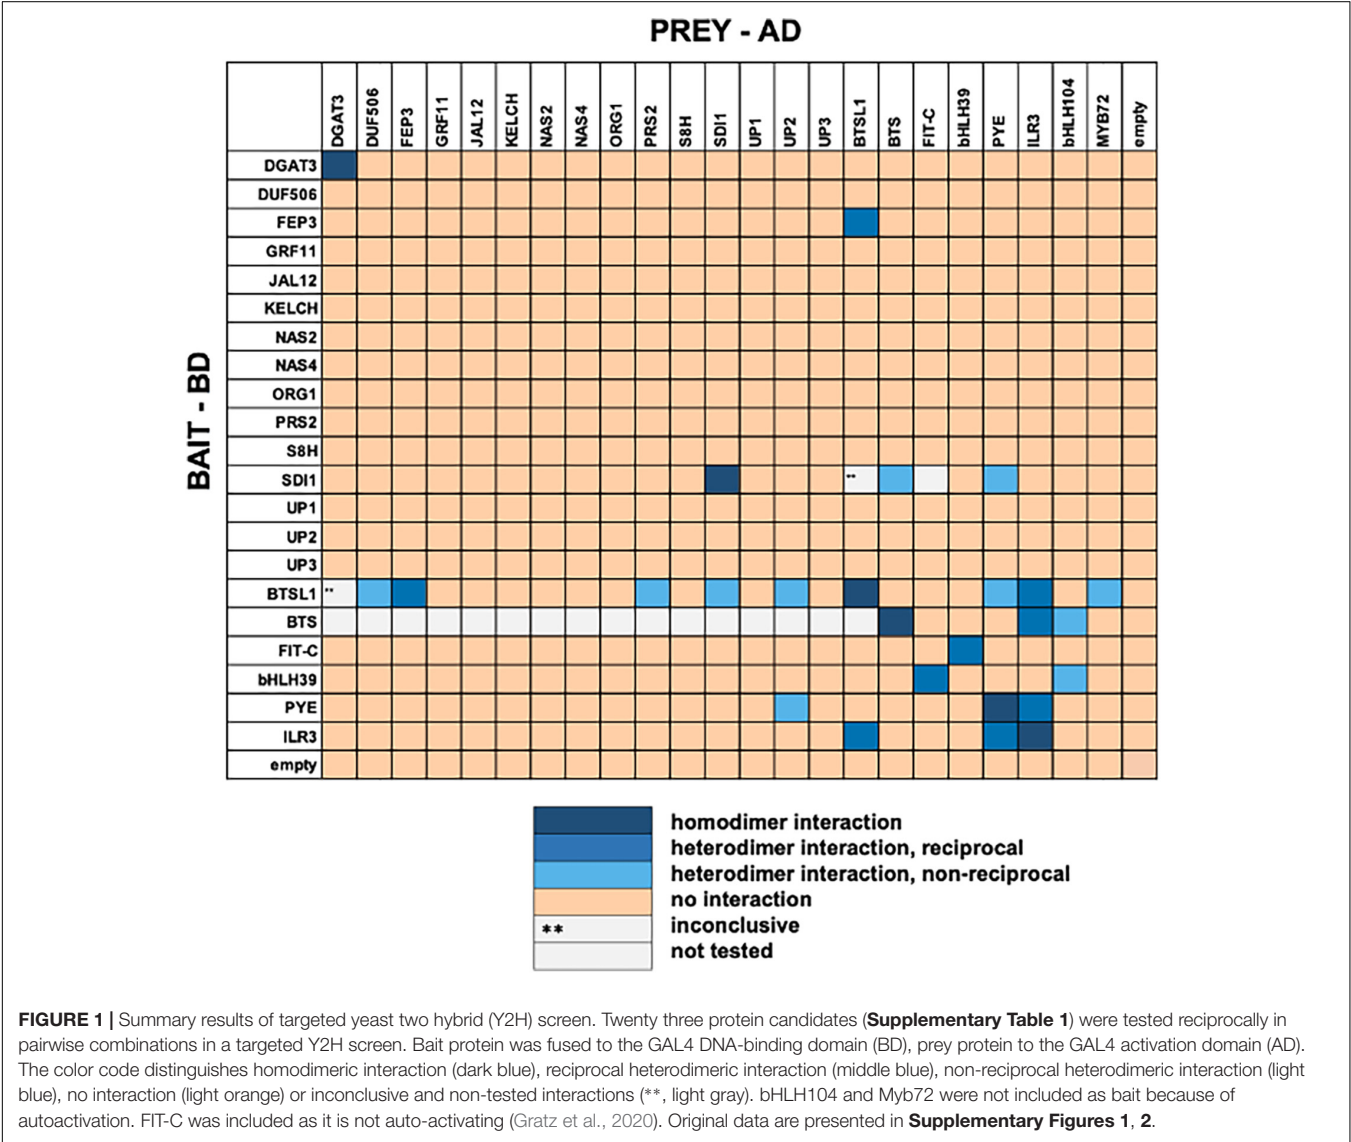 PREY - AD
DGAT3
DUF506
FEP3
GRF11
JAL12
KELCH
NAS2
NAS4
ORG1
PRS2
S8H
SDI1
UP1
UP2
UP3
BTSL1
BTS
FIT-C
bHLH39
PYE
ILR3
bHLH104
MYB72
empty
BAIT - BD
DGAT3
DUF506
FEP3
GRF11
JAL12
KELCH
NAS2
NAS4
ORG1
PRS2
S8H
SDI1
**
UP1
UP2
UP3
BTSL1
**
BTS
FIT-C
bHLH39
PYE
ILR3
empty
homodimer interaction
heterodimer interaction, reciprocal
heterodimer interaction, non-reciprocal
no interaction
** inconclusive
not tested
FIGURE 1 | Summary results of targeted yeast two hybrid (Y2H) screen. Twenty three protein candidates (Supplementary Table 1) were tested reciprocally in
pairwise combinations in a targeted Y2H screen. Bait protein was fused to the GAL4 DNA-binding domain (BD), prey protein to the GAL4 activation domain (AD).
The color code distinguishes homodimeric interaction (dark blue), reciprocal heterodimeric interaction (middle blue), non-reciprocal heterodimeric interaction (light
blue), no interaction (light orange) or inconclusive and non-tested interactions (**, light gray). bHLH104 and Myb72 were not included as bait because of
autoactivation. FIT-C was included as it is not auto-activating (Gratz et al., 2020). Original data are presented in Supplementary Figures 1, 2.